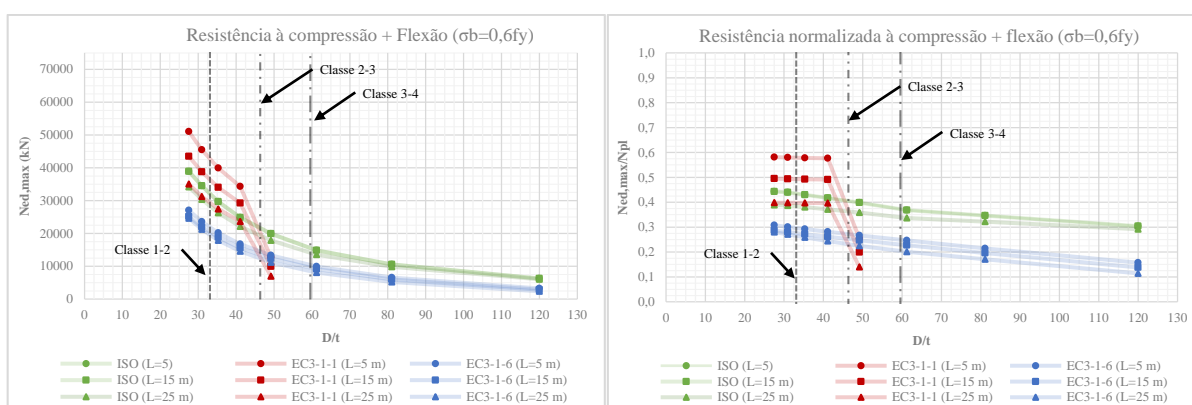 Resistência à compressão + Flexão (σb=0,6fy)
Ned,max (kN)
70000
60000
50000
40000
30000
20000
10000
0
Classe 2-3
Classe 3-4
Classe 1-2
0 10 20 30 40 50 60 70 80 90 100 110 120 130
D/t
ISO (L=5) EC3-1-1 (L=5 m) EC3-1-6 (L=5 m)
ISO (L=15 m) EC3-1-1 (L=15 m) EC3-1-6 (L=15 m)
ISO (L=25 m) EC3-1-1 (L=25 m) EC3-1-6 (L=25 m)
Resistência normalizada à compressão + flexão (σb=0,6fy)
Ned,max/Npl
1,0
0,9
0,8
0,7
0,6
0,5
0,4
0,3
0,2
0,1
0,0
Classe 2-3
Classe 3-4
Classe 1-2
0 10 20 30 40 50 60 70 80 90 100 110 120 130
D/t
ISO (L=5) EC3-1-1 (L=5 m) EC3-1-6 (L=5 m)
ISO (L=15 m) EC3-1-1 (L=15 m) EC3-1-6 (L=15 m)
ISO (L=25 m) EC3-1-1 (L=25 m) EC3-1-6 (L=25 m)